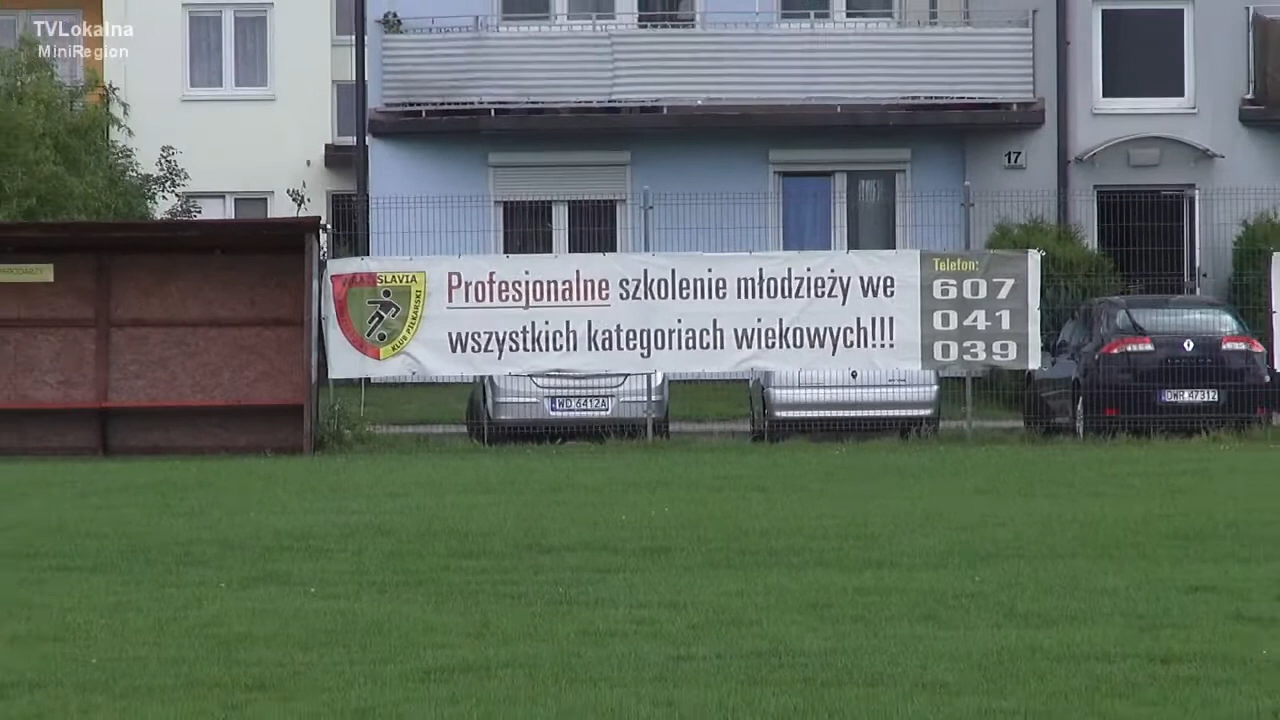 TVLokalna
MiniRegion
17
SLAVIA
KLUB PIŁKARSKI
Profesjonalne szkolenie młodzieży we
wszystkich kategoriach wiekowych!!!
Telefon:
607
041
039
WD 6412A
DWR 47312